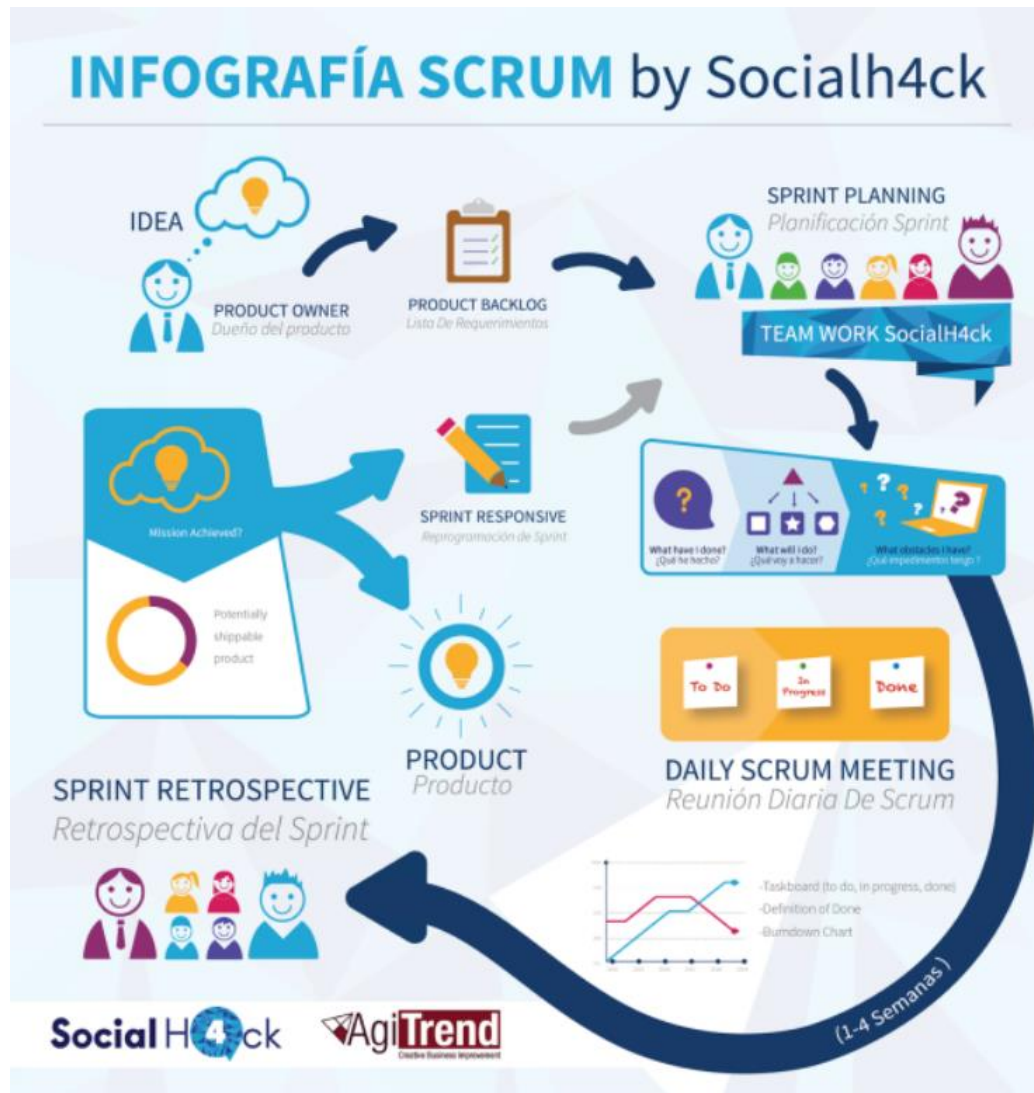 INFOGRAFÍA SCRUM by Socialh4ck
IDEA
PRODUCT OWNER
Dueño del producto
PRODUCT BACKLOG
Lista De Requerimientos
SPRINT PLANNING
Planificación Sprint
TEAM WORK SocialH4ck
Mission Achieved?
Potentially
shippable
product
SPRINT RESPONSIVE
Reprogramación de Sprint
What have I done?
¿Qué he hecho?
What will I do?
¿Qué voy a hacer?
What obstacles I have?
¿Qué impedimentos tengo ?
To Do
In
Progress
Done
PRODUCT
Producto
DAILY SCRUM MEETING
Reunión Diaria De Scrum
SPRINT RETROSPECTIVE
Retrospectiva del Sprint
-Taskboard (to do, in progress, done)
-Definition of Done
-Burndown Chart
(1-4 Semanas )
Social H4ck
AgiTrend
Creative Business Improvement